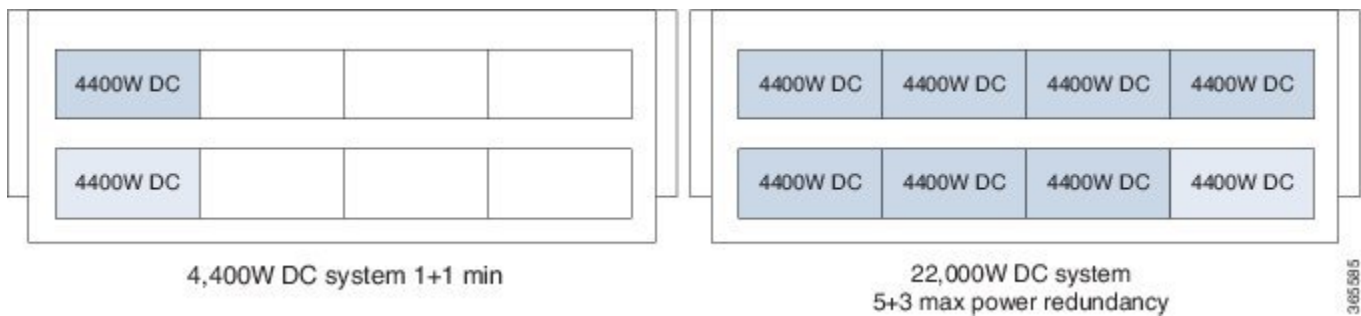 4400W DC
4400W DC
4,400W DC system 1+1 min
4400W DC 4400W DC 4400W DC 4400W DC
4400W DC 4400W DC 4400W DC 4400W DC
22,000W DC system
5+3 max power redundancy
365585